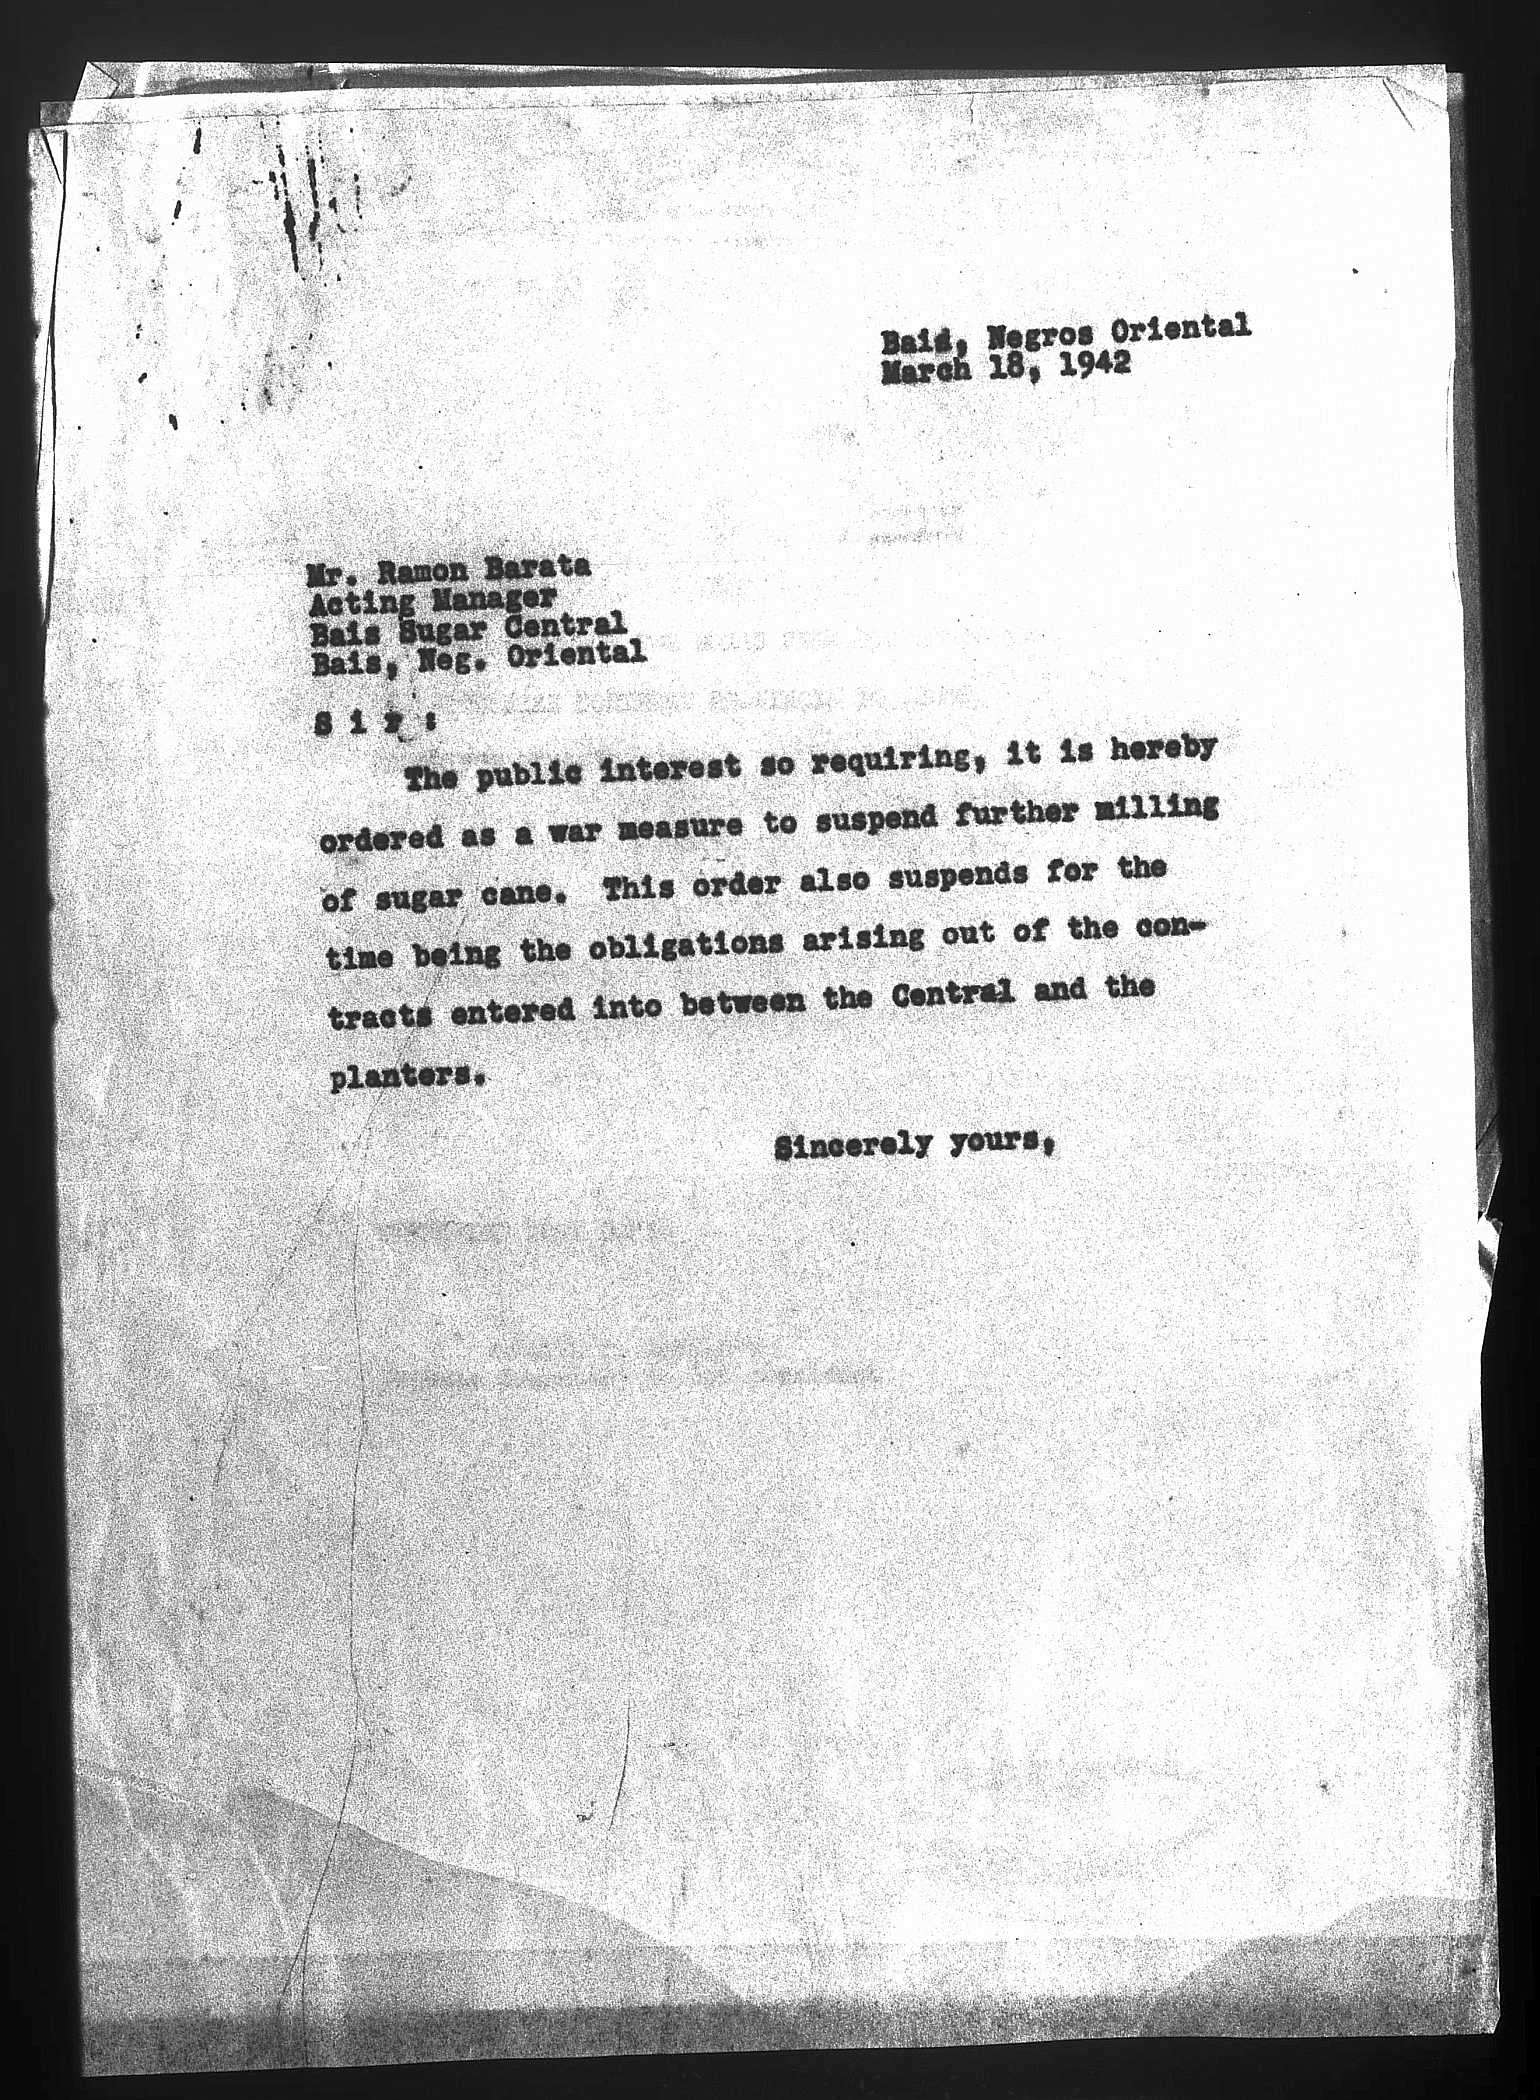 Baid, Negros Oriental
March 18, 1942
Mr. Ramon Barata
Acting Manager
Bais Sugar Central
Bais, Neg. Oriental
S i r :
The public interest so requiring, it is hereby
ordered as a war measure to suspend further milling
of sugar cane. This order also suspends for the
time being the obligations arising out of the con-
tracts entered into between the Central and the
planters.
Sincerely yours,